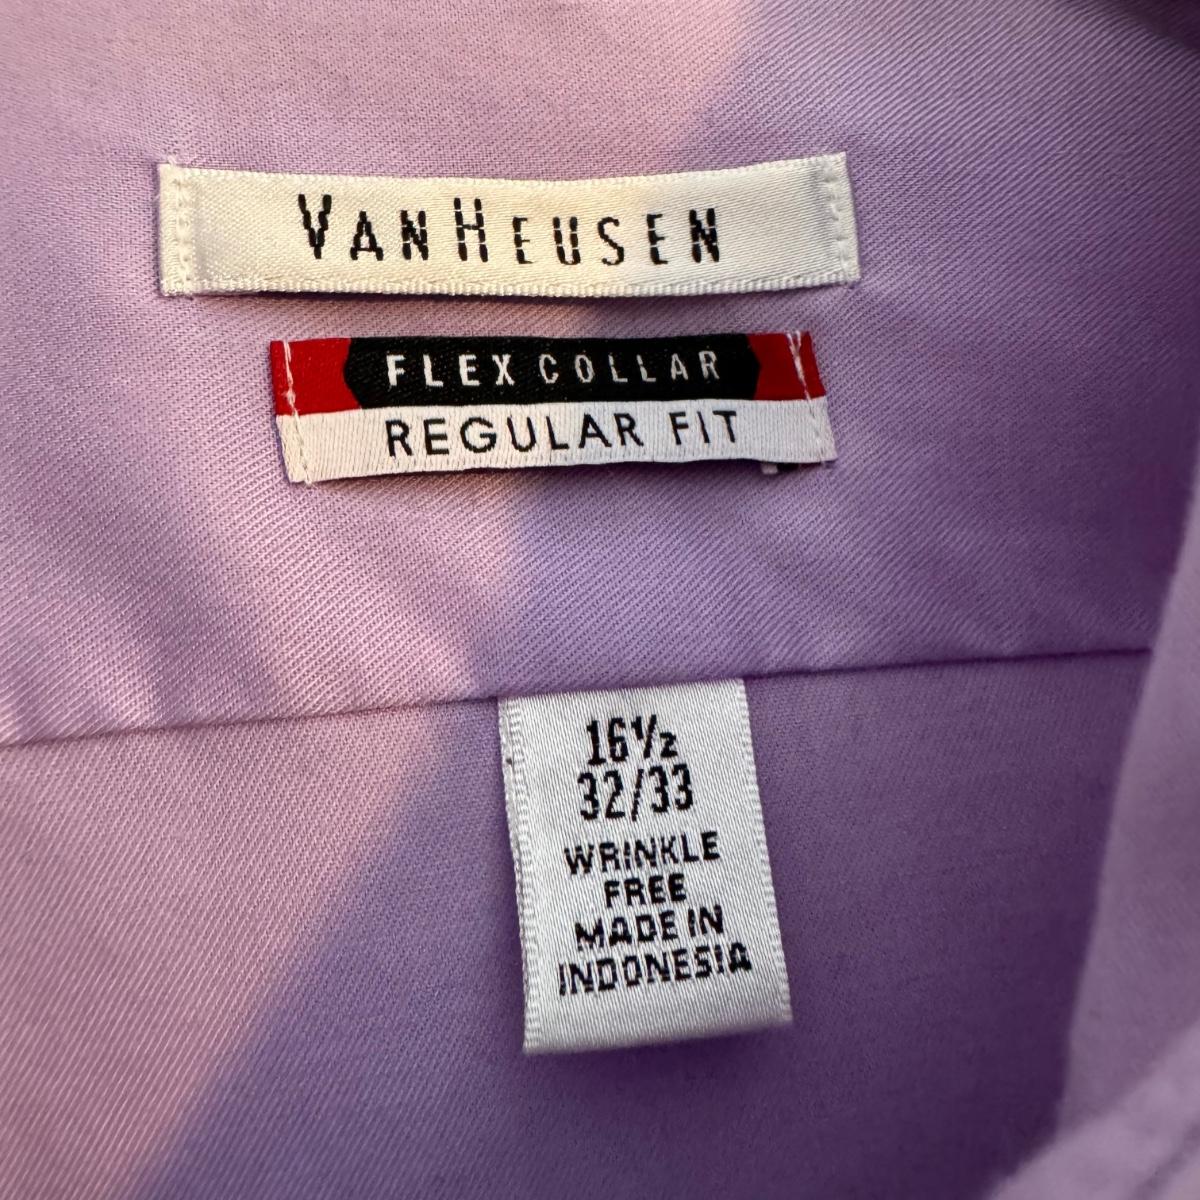 VANHEUSEN
FLEX COLLAR
REGULAR FIT
16½
32/33
WRINKLE
FREE
MADE IN
INDONESIA